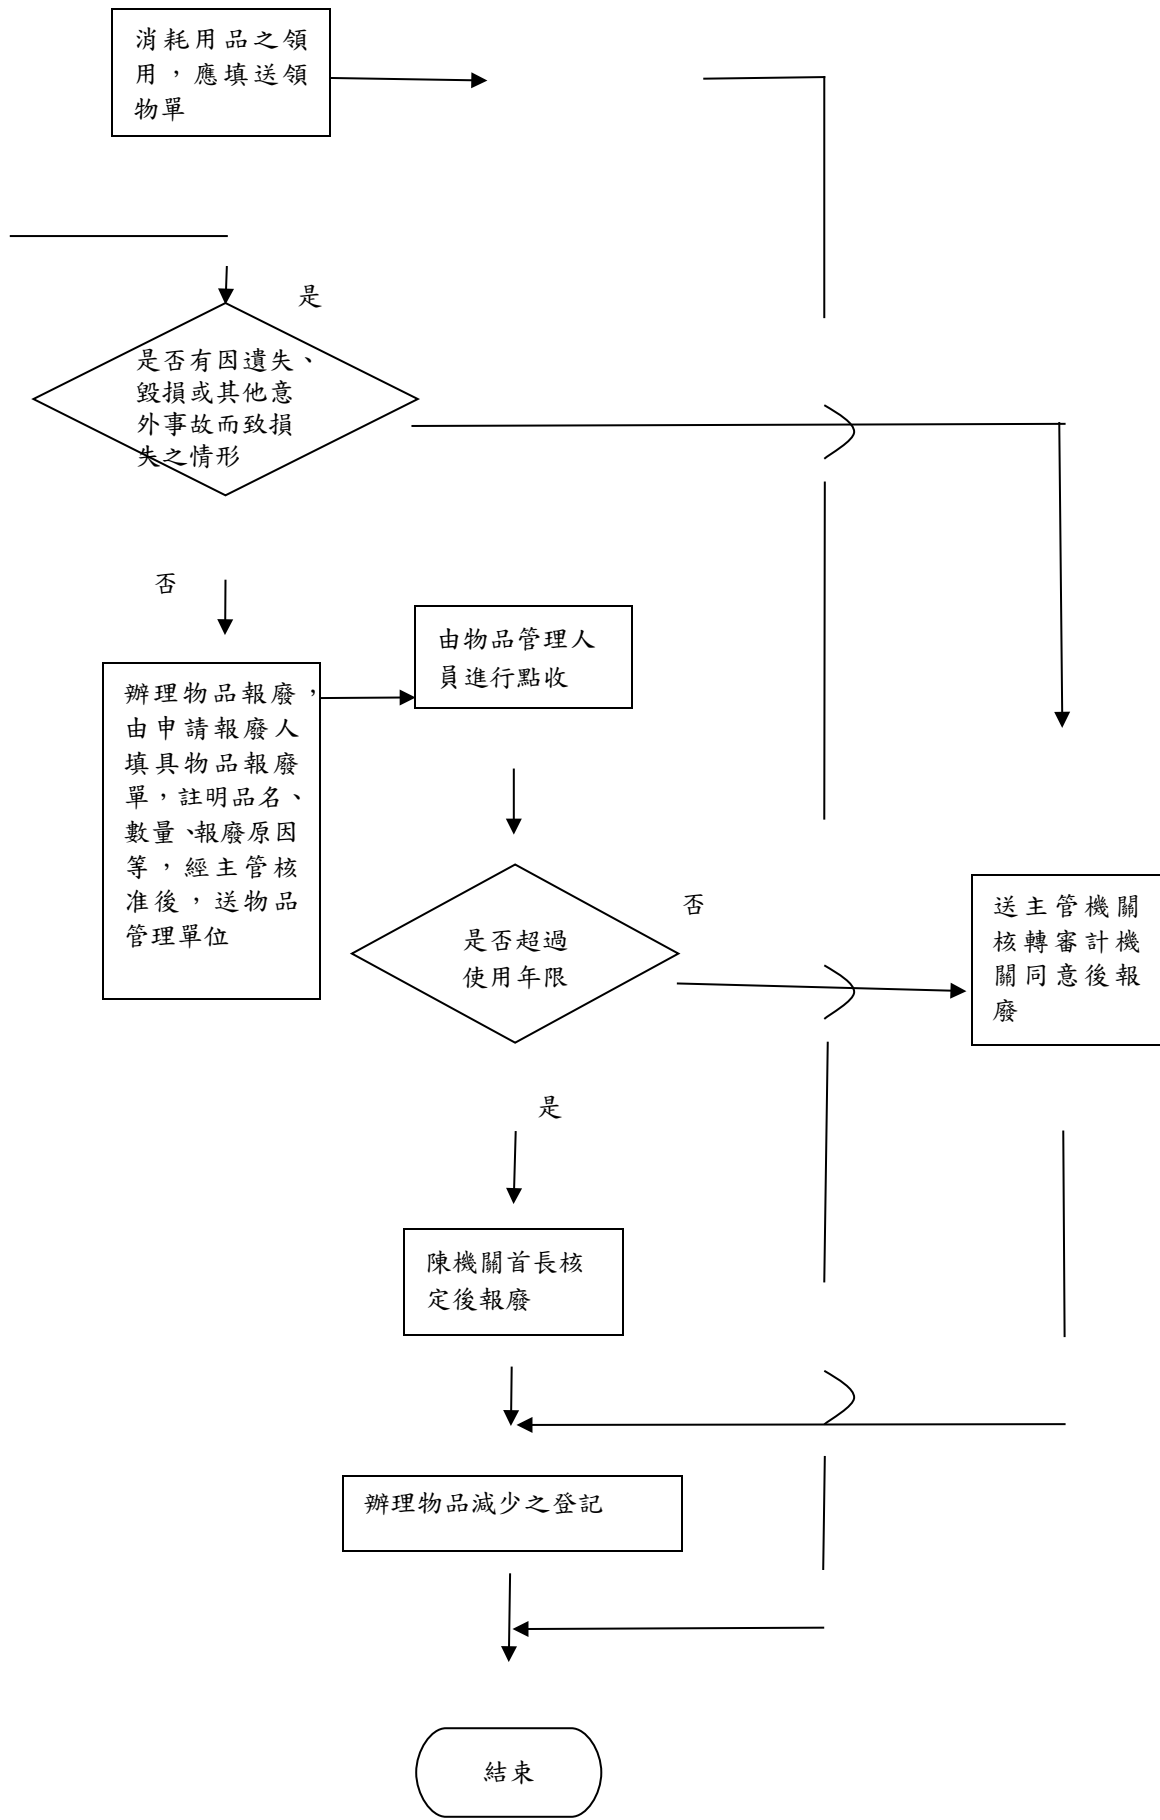 消耗用品之領
用，應填送領
物單
是
是否有因遺失、
毀損或其他意
外事故而致損
失之情形
否
辦理物品報廢，
由申請報廢人
填具物品報廢
單，註明品名、
數量、報廢原因
等，經主管核
准後，送物品
管理單位
由物品管理人
員進行點收
是否超過
使用年限
否
送主管機關
核轉審計機
關同意後報
廢
是
陳機關首長核
定後報廢
辦理物品減少之登記
結束